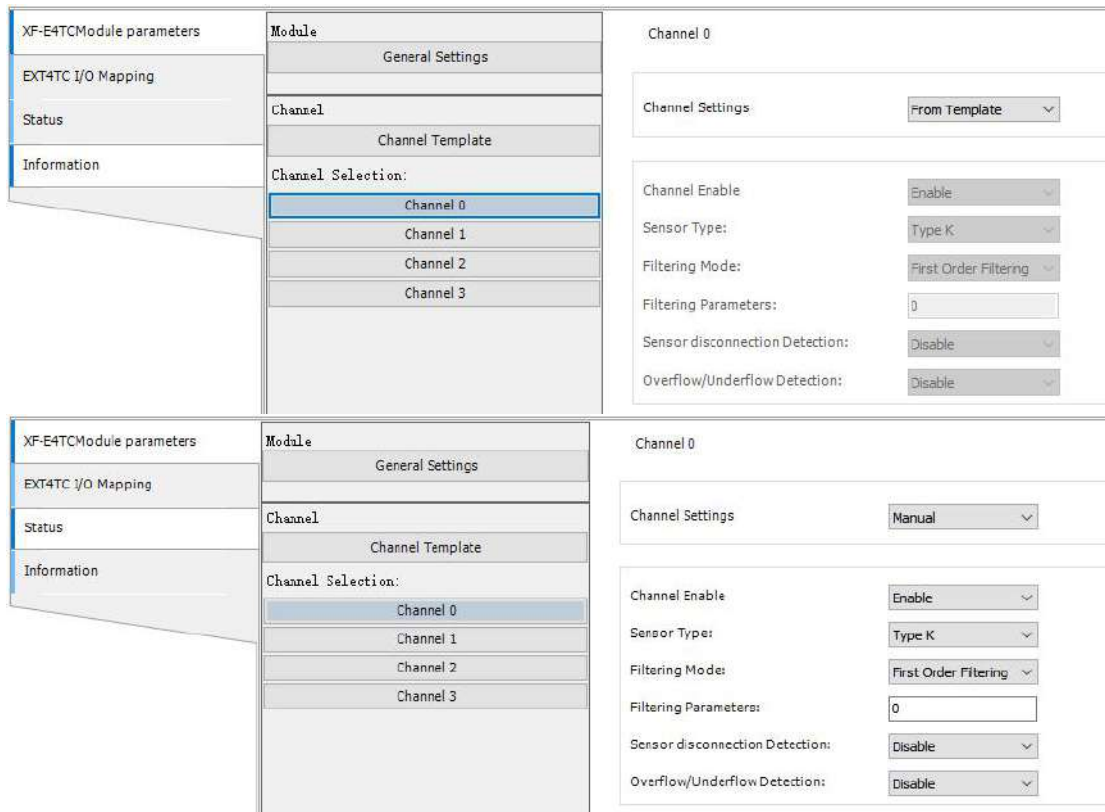 XF-E4TCModule parameters
EXT4TC I/O Mapping
Status
Information
Module
General Settings
Channel
Channel Template
Channel Selection:
Channel 0
Channel 1
Channel 2
Channel 3
Channel 0
Channel Settings From Template
Channel Enable Enable
Sensor Type: Type K
Filtering Mode: First Order Filtering
Filtering Parameters: 0
Sensor disconnection Detection: Disable
Overflow/Underflow Detection: Disable
XF-E4TCModule parameters
EXT4TC I/O Mapping
Status
Information
Module
General Settings
Channel
Channel Template
Channel Selection:
Channel 0
Channel 1
Channel 2
Channel 3
Channel 0
Channel Settings Manual
Channel Enable Enable
Sensor Type: Type K
Filtering Mode: First Order Filtering
Filtering Parameters: 0
Sensor disconnection Detection: Disable
Overflow/Underflow Detection: Disable